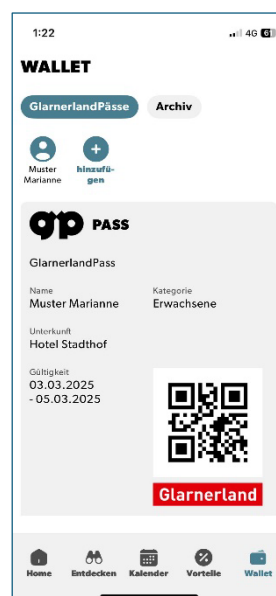 1:22
4G 61
WALLET
GlarnerlandPässe
Archiv
Muster
Marianne
hinzufü-
gen
gp PASS
GlarnerlandPass
Name
Muster Marianne
Kategorie
Erwachsene
Unterkunft
Hotel Stadthof
Gültigkeit
03.03.2025
- 05.03.2025
Glarnerland
Home
Entdecken
Kalender
Vorteile
Wallet